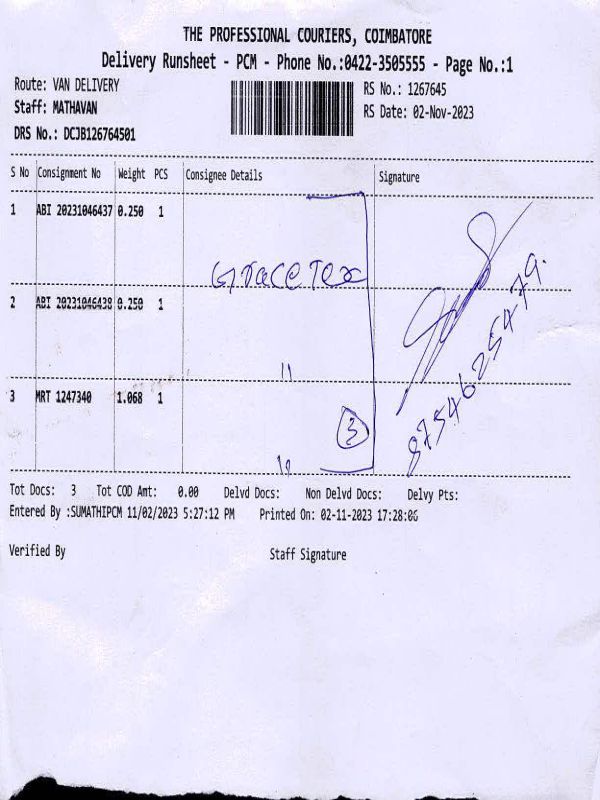 THE PROFESSIONAL COURIERS, COIMBATORE
Delivery Runsheet - PCM - Phone No.:0422-3505555 - Page No.:1
Route: VAN DELIVERY
RS No.: 1267645
Staff: MATHAVAN
RS Date: 02-Nov-2023
DRS No.: DCJB126764501
S No Consignment No Weight PCS Consignee Details Signature
1 ABI 20231046437 0.250 1
Grace Tex
2 ABI 20231046438 0.250 1
"
3 MRT 1247340 1.068 1
3
"
8754625479.
Tot Docs: 3 Tot COD Amt: 0.00 Delvd Docs: Non Delvd Docs: Delvy Pts:
Entered By :SUMATHIPCM 11/02/2023 5:27:12 PM Printed On: 02-11-2023 17:28:06
Verified By Staff Signature